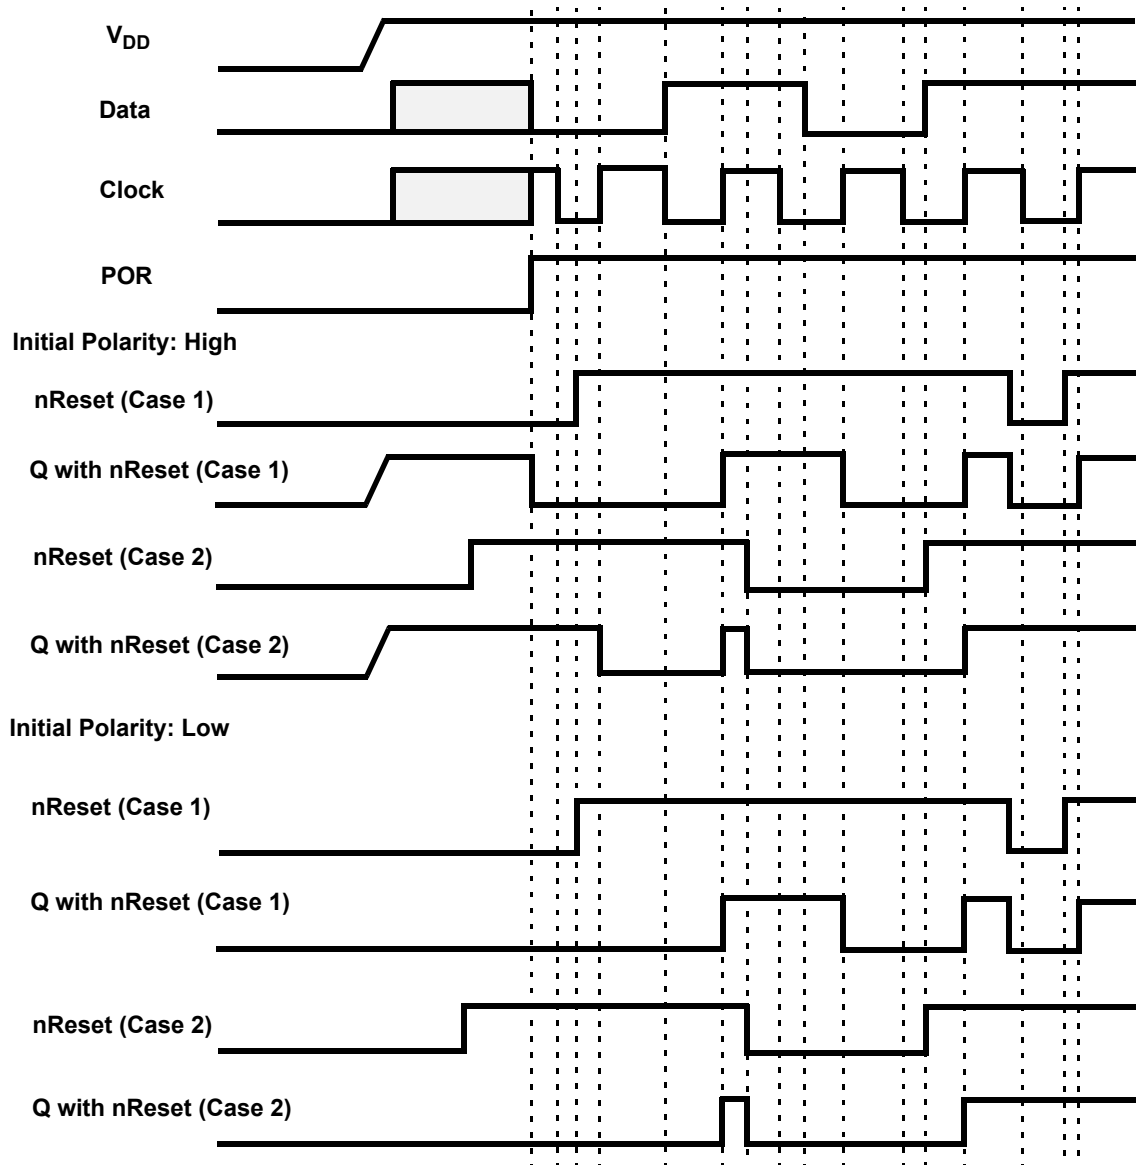 VDD
Data
Clock
POR
Initial Polarity: High
nReset (Case 1)
Q with nReset (Case 1)
nReset (Case 2)
Q with nReset (Case 2)
Initial Polarity: Low
nReset (Case 1)
Q with nReset (Case 1)
nReset (Case 2)
Q with nReset (Case 2)